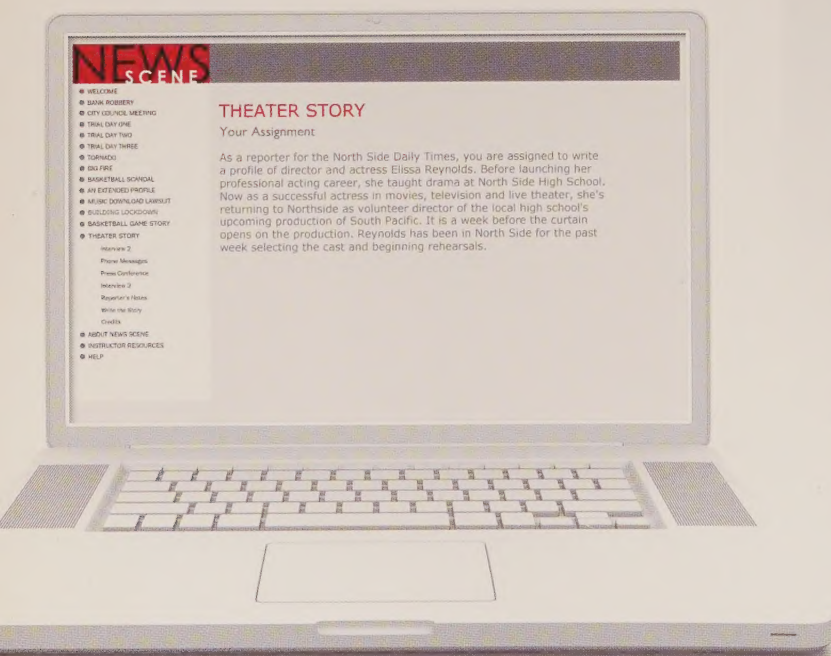 NEWS
SCENE
WELCOME
BANK ROBBERY
CITY COUNCIL MEETING
TRIAL DAY ONE
TRIAL DAY TWO
TRIAL DAY THREE
TORNADO
BIG FIRE
BASKETBALL SCANDAL
AN EXTENDED PROFILE
MUSIC DOWNLOAD LAWSUIT
BUILDING LOCKDOWN
BASKETBALL GAME STORY
THEATER STORY
Interview 2
Phone Messages
Press Conference
Interview 3
Reporter's Notes
Write the Story
Credits
ABOUT NEWS SCENE
INSTRUCTOR RESOURCES
HELP
THEATER STORY
Your Assignment
As a reporter for the North Side Daily Times, you are assigned to write
a profile of director and actress Elissa Reynolds. Before launching her
professional acting career, she taught drama at North Side High School.
Now as a successful actress in movies, television and live theater, she's
returning to Northside as volunteer director of the local high school's
upcoming production of South Pacific. It is a week before the curtain
opens on the production. Reynolds has been in North Side for the past
week selecting the cast and beginning rehearsals.